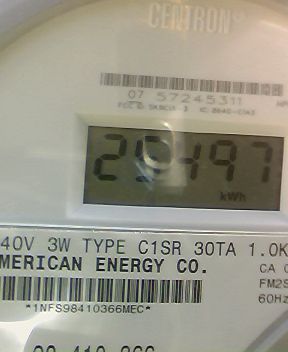 CENTRON®
07 57245311
29497
kWh
40V 3W TYPE C1SR 30TA 1.0K
MERICAN ENERGY CO.
CA 0
FM2S
60Hz
*1NFS98410366MEC*